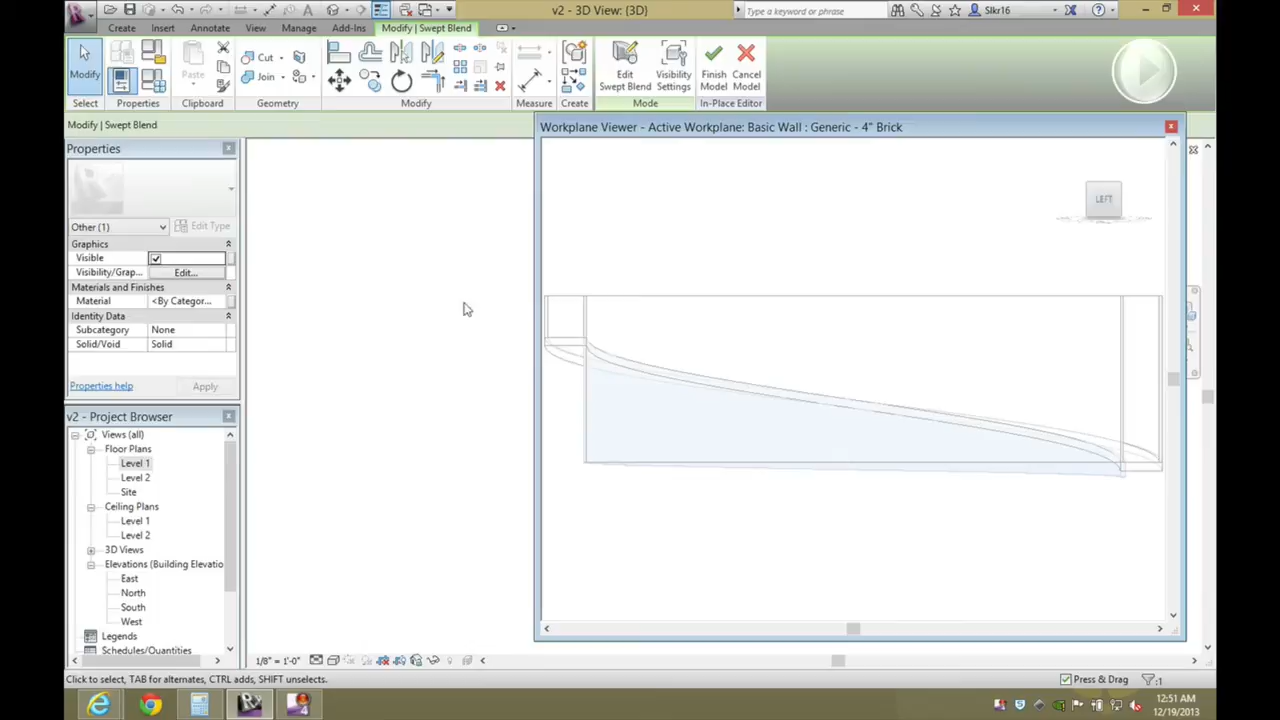 v2 - 3D View: {3D}
Type a keyword or phrase
Slkr16
Create Insert Annotate View Manage Add-Ins Modify | Swept Blend
Modify
Paste
Cut
Join
Edit
Swept Blend
Visibility
Settings
Finish
Model
Cancel
Model
Select Properties Clipboard Geometry Modify Measure Create Mode In-Place Editor
Modify | Swept Blend
Workplane Viewer - Active Workplane: Basic Wall : Generic - 4" Brick
Properties
LEFT
Other (1)
Edit Type
Graphics
Visible
Visibility/Grap... Edit...
Materials and Finishes
Material <By Categor...
Identity Data
Subcategory None
Solid/Void Solid
Properties help
Apply
v2 - Project Browser
Views (all)
Floor Plans
Level 1
Level 2
Site
Ceiling Plans
Level 1
Level 2
3D Views
Elevations (Building Elevatio
East
North
South
West
Legends
Schedules/Quantities
1/8" = 1'-0"
Click to select, TAB for alternates, CTRL adds, SHIFT unselects.
Press & Drag
:1
12:51 AM
12/19/2013